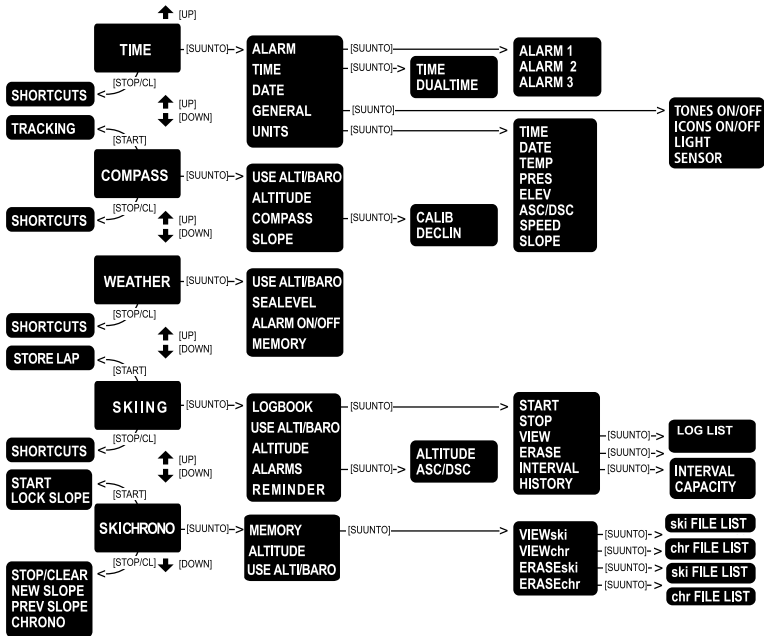 [UP]
TIME
[SUUNTO]
ALARM
TIME
DATE
GENERAL
UNITS
[SUUNTO]
ALARM 1
ALARM 2
ALARM 3
[SUUNTO]
TIME
DUALTIME
[SUUNTO]
TONES ON/OFF
ICONS ON/OFF
LIGHT
SENSOR
[SUUNTO]
TIME
DATE
TEMP
PRES
ELEV
ASC/DSC
SPEED
SLOPE
[STOP/CL]
SHORTCUTS
[UP]
[DOWN]
TRACKING
[START]
COMPASS
[SUUNTO]
USE ALTI/BARO
ALTITUDE
COMPASS
SLOPE
[SUUNTO]
CALIB
DECLIN
[STOP/CL]
SHORTCUTS
[UP]
[DOWN]
WEATHER
[SUUNTO]
USE ALTI/BARO
SEALEVEL
ALARM ON/OFF
MEMORY
[STOP/CL]
SHORTCUTS
[UP]
[DOWN]
STORE LAP
[START]
SKIING
[SUUNTO]
LOGBOOK
USE ALTI/BARO
ALTITUDE
ALARMS
REMINDER
[SUUNTO]
START
STOP
VIEW
ERASE
INTERVAL
HISTORY
[SUUNTO]
LOG LIST
[SUUNTO]
[SUUNTO]
INTERVAL
CAPACITY
[SUUNTO]
ALTITUDE
ASC/DSC
[STOP/CL]
SHORTCUTS
[UP]
[DOWN]
START
LOCK SLOPE
[START]
SKICHRONO
[SUUNTO]
MEMORY
ALTITUDE
USE ALTI/BARO
[SUUNTO]
VIEWski
VIEWchr
ERASEski
ERASEchr
[SUUNTO]
ski FILE LIST
[SUUNTO]
chr FILE LIST
[SUUNTO]
ski FILE LIST
[SUUNTO]
chr FILE LIST
[STOP/CL]
[DOWN]
STOP/CLEAR
NEW SLOPE
PREV SLOPE
CHRONO